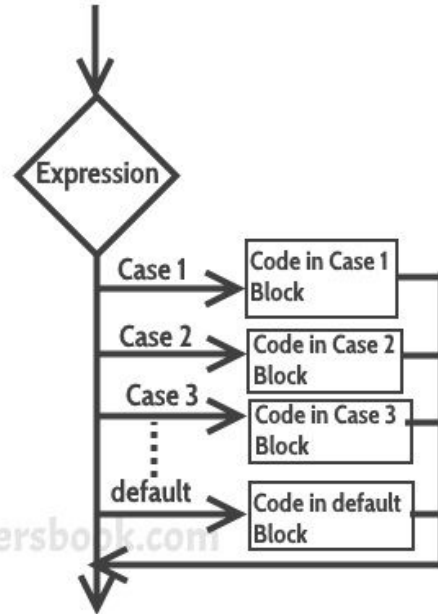 Expression
Case 1
Code in Case 1
Block
Case 2
Code in Case 2
Block
Case 3
Code in Case 3
Block
default
Code in default
Block
ersbook.com